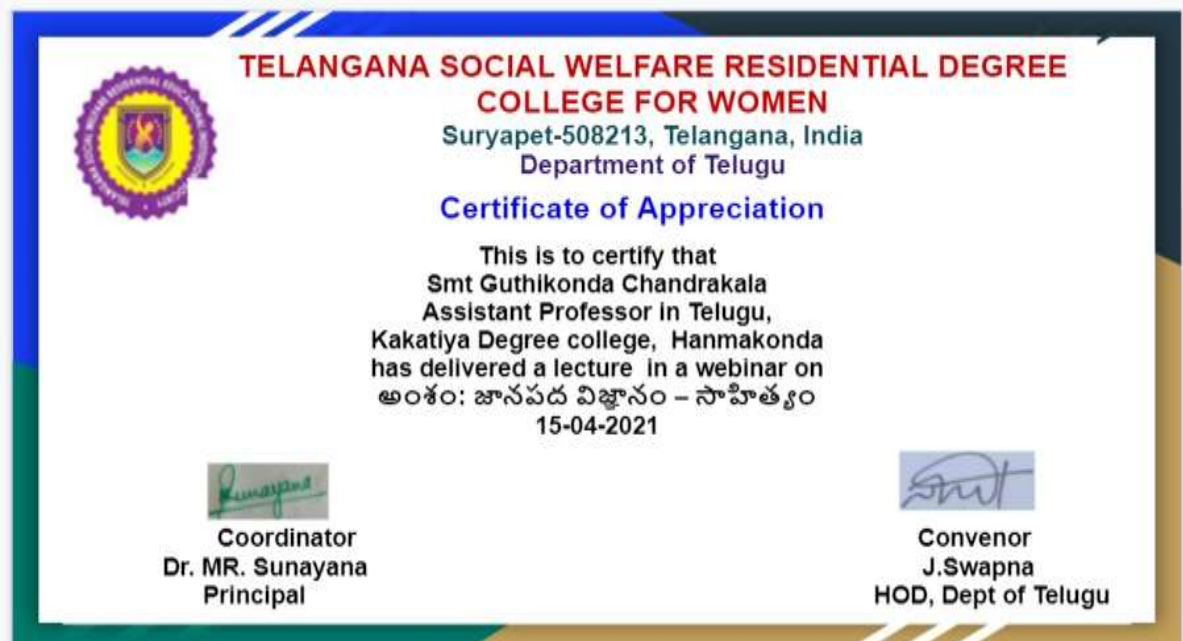 TELANGANA SOCIAL WELFARE RESIDENTIAL DEGREE
COLLEGE FOR WOMEN
Suryapet-508213, Telangana, India
Department of Telugu
Certificate of Appreciation
This is to certify that
Smt Guthikonda Chandrakala
Assistant Professor in Telugu,
Kakatiya Degree college, Hanmakonda
has delivered a lecture in a webinar on
అంశం: జానపద విజ్ఞానం – సాహిత్యం
15-04-2021
Sunayana
Coordinator
Dr. MR. Sunayana
Principal
Convenor
J.Swapna
HOD, Dept of Telugu